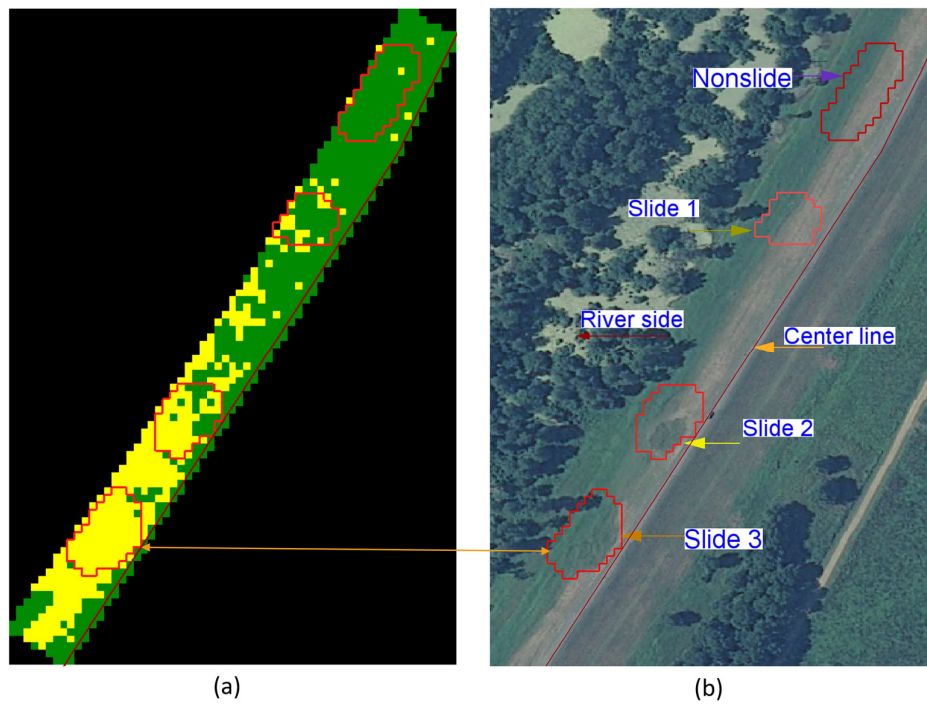 Nonslide
Slide 1
River side
Center line
Slide 2
Slide 3
(a)
(b)